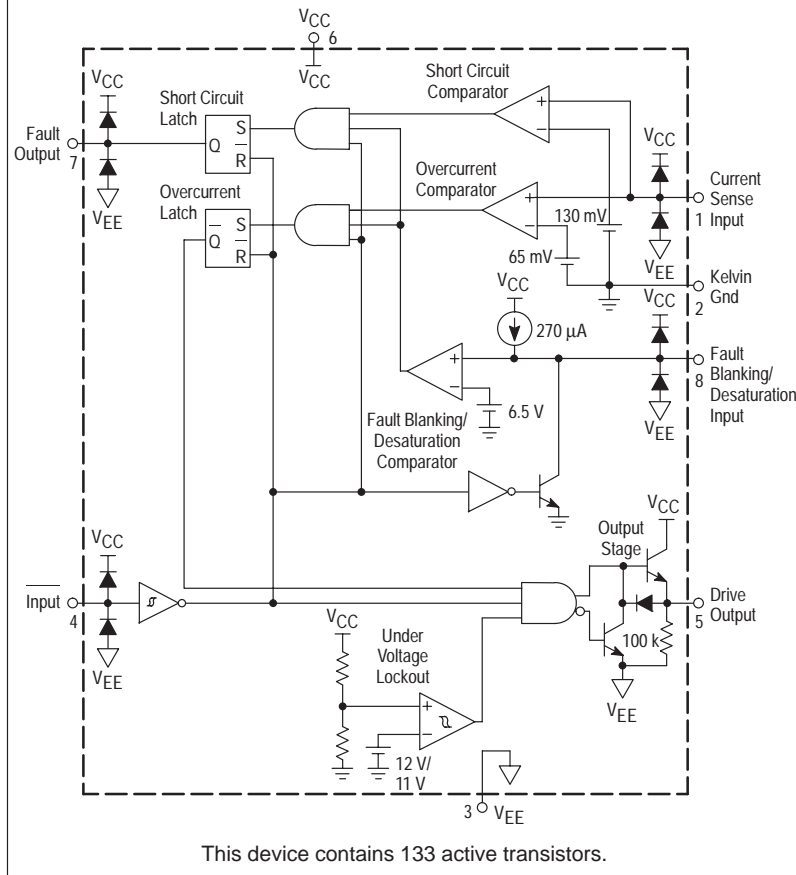 VCC
6
VCC
Short Circuit
Comparator
VCC
Short Circuit
Latch
+
−
S
Q
R
Fault
Output
7
VEE
VCC
Current
Sense
1 Input
VEE
Overcurrent
Comparator
Overcurrent
Latch
+
−
S
Q
R
130 mV
65 mV
Kelvin
Gnd
2
VCC
270 µA
VCC
+
−
6.5 V
Fault
8
Blanking/
Desaturation
Input
VEE
Fault Blanking/
Desaturation
Comparator
VCC
Input
4
VEE
Output
Stage
VCC
Drive
Output
5
100 k
VEE
VCC
Under
Voltage
Lockout
+
−
12 V/
11 V
3
VEE
This device contains 133 active transistors.